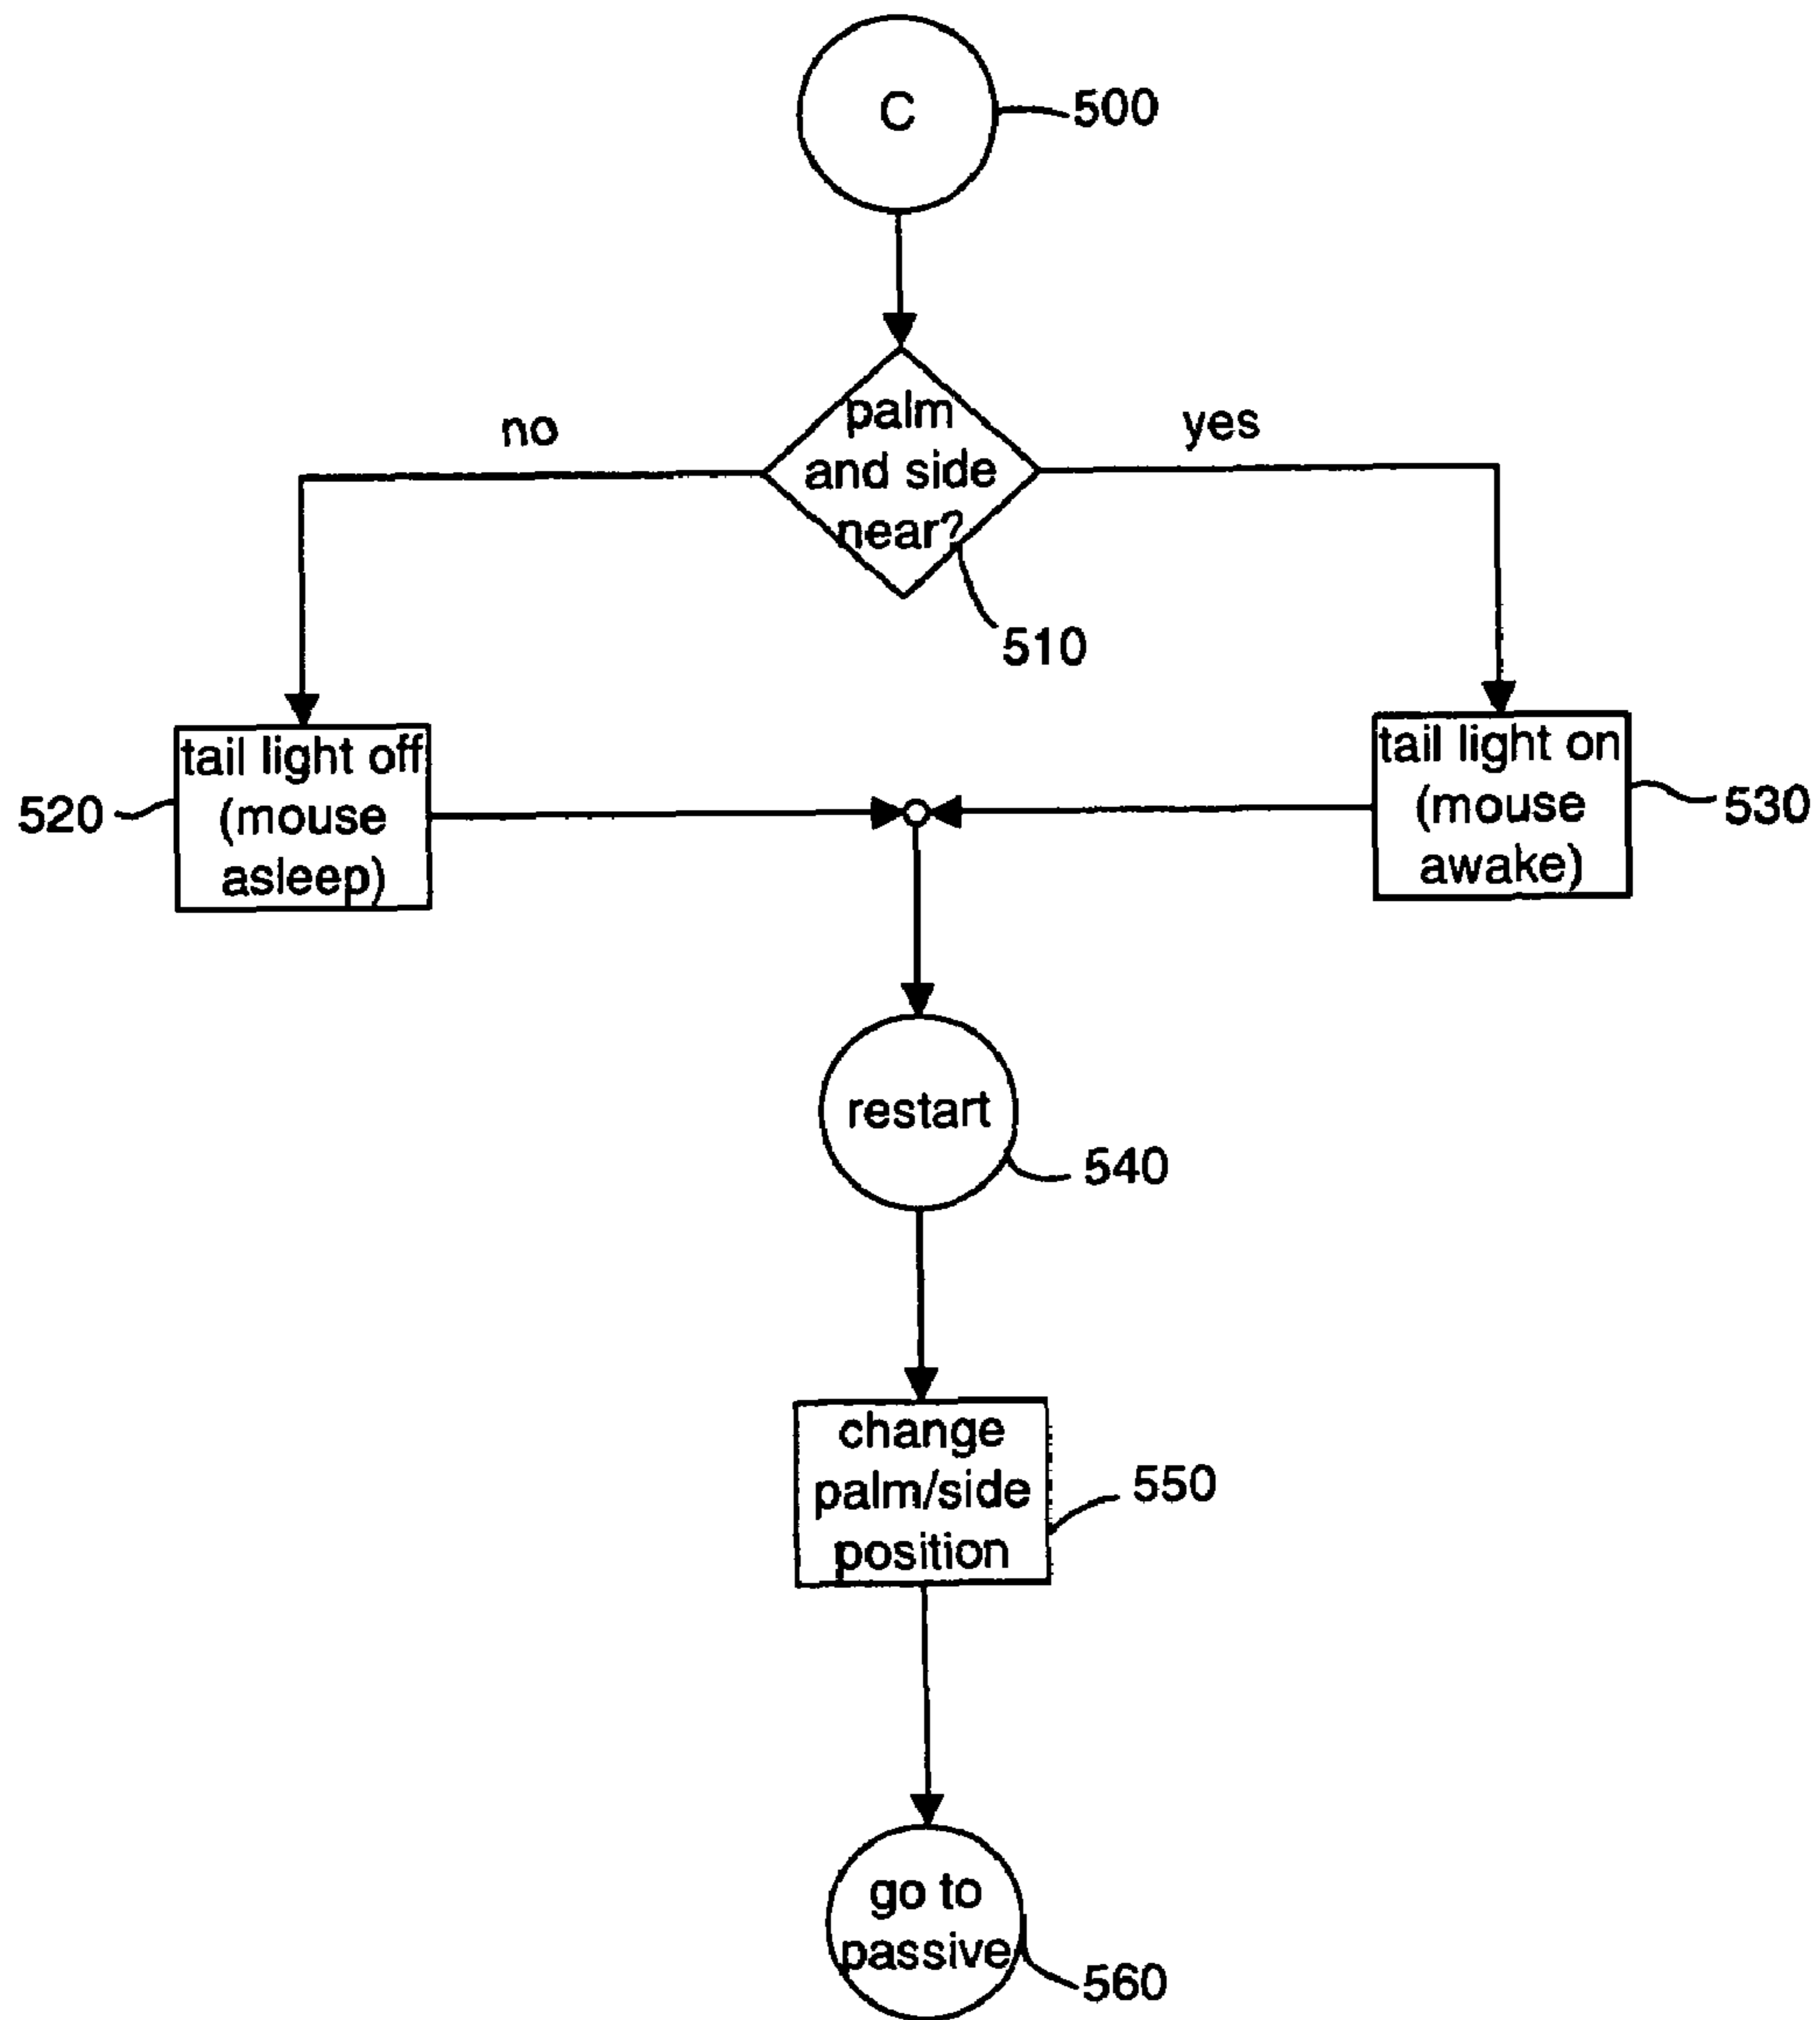 C
500
palm
and side
near?
no
yes
510
tail light off
(mouse
asleep)
520
tail light on
(mouse
awake)
530
restart
540
change
palm/side
position
550
go to
passive
560